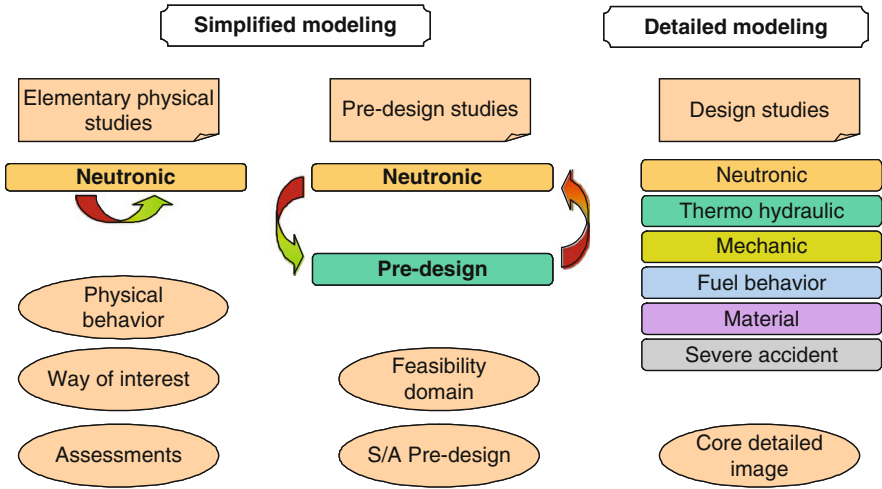 Simplified modeling
Detailed modeling
Elementary physical
studies
Pre-design studies
Design studies
Neutronic
Neutronic
Pre-design
Neutronic
Thermo hydraulic
Mechanic
Fuel behavior
Material
Severe accident
Physical
behavior
Way of interest
Assessments
Feasibility
domain
S/A Pre-design
Core detailed
image